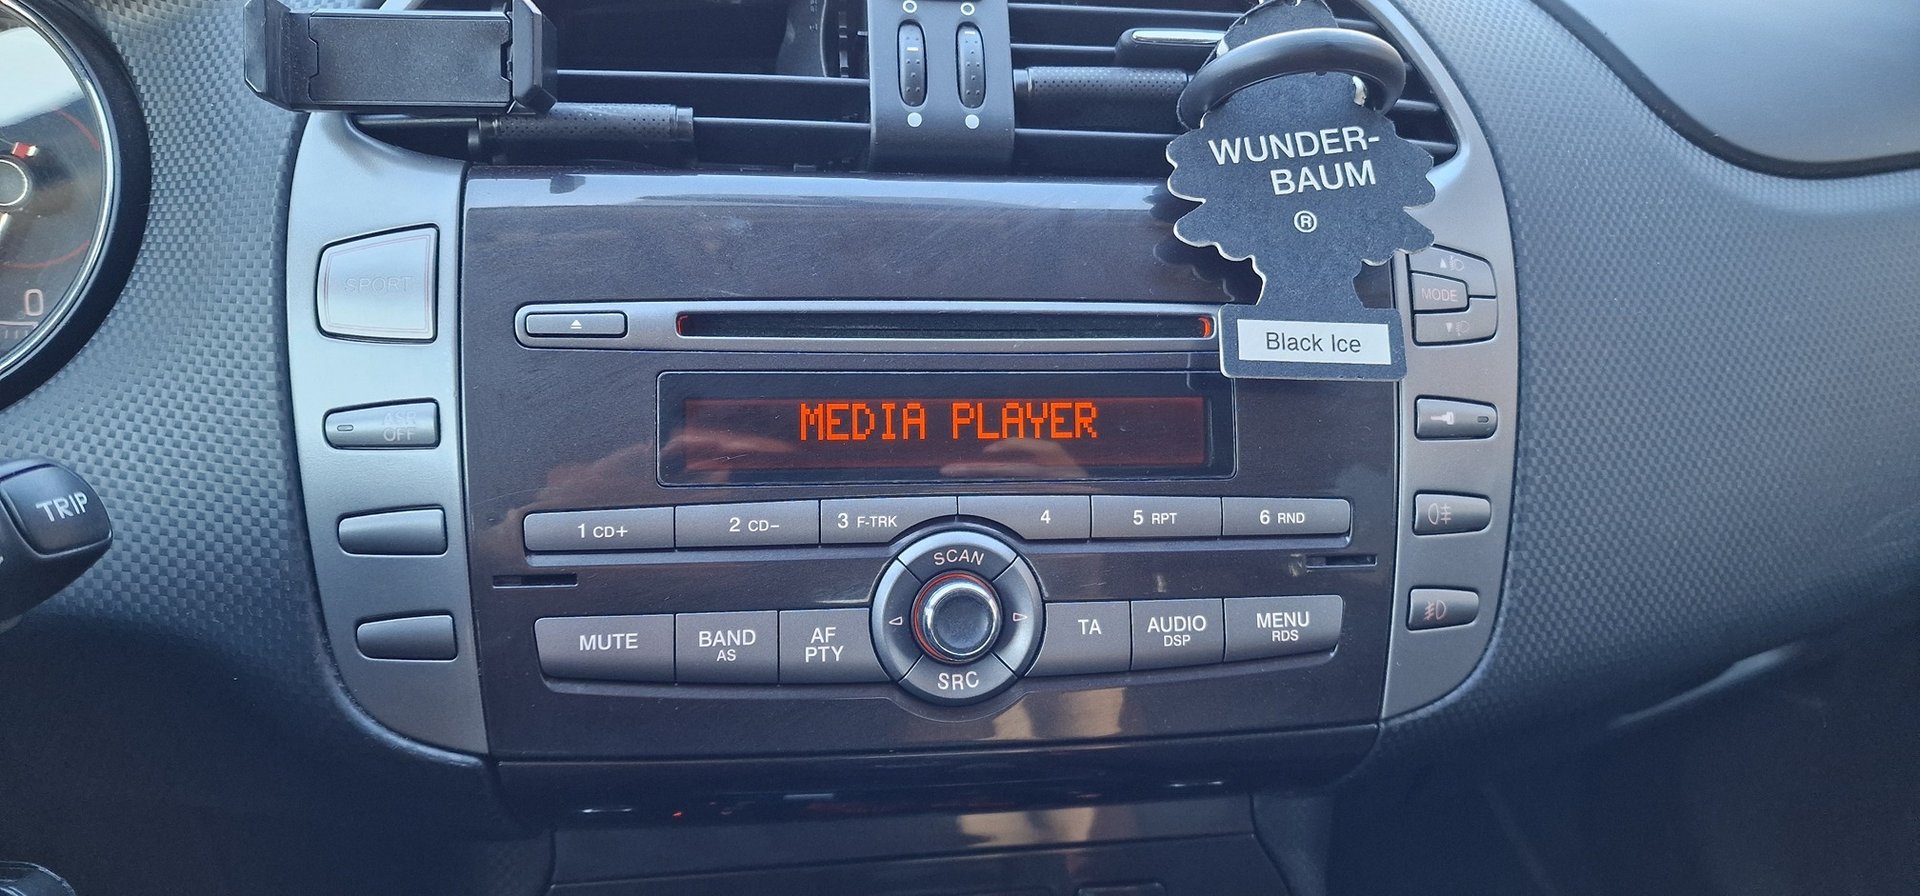 WUNDER-
BAUM
®
Black Ice
SPORT
MODE
ASR
OFF
0
TRIP
MEDIA PLAYER
1 CD+
2 CD-
3 F-TRK
4
5 RPT
6 RND
SCAN
MUTE
BAND
AS
AF
PTY
TA
AUDIO
DSP
MENU
RDS
SRC